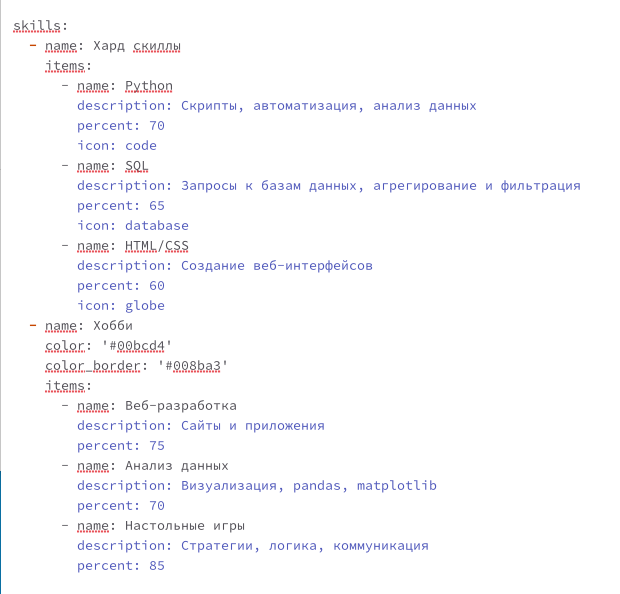 skills:
- name: Хард скиллы
items:
- name: Python
description: Скрипты, автоматизация, анализ данных
percent: 70
icon: code
- name: SQL
description: Запросы к базам данных, агрегирование и фильтрация
percent: 65
icon: database
- name: HTML/CSS
description: Создание веб-интерфейсов
percent: 60
icon: globe
- name: Хобби
color: '#00bcd4'
color_border: '#008ba3'
items:
- name: Веб-разработка
description: Сайты и приложения
percent: 75
- name: Анализ данных
description: Визуализация, pandas, matplotlib
percent: 70
- name: Настольные игры
description: Стратегии, логика, коммуникация
percent: 85